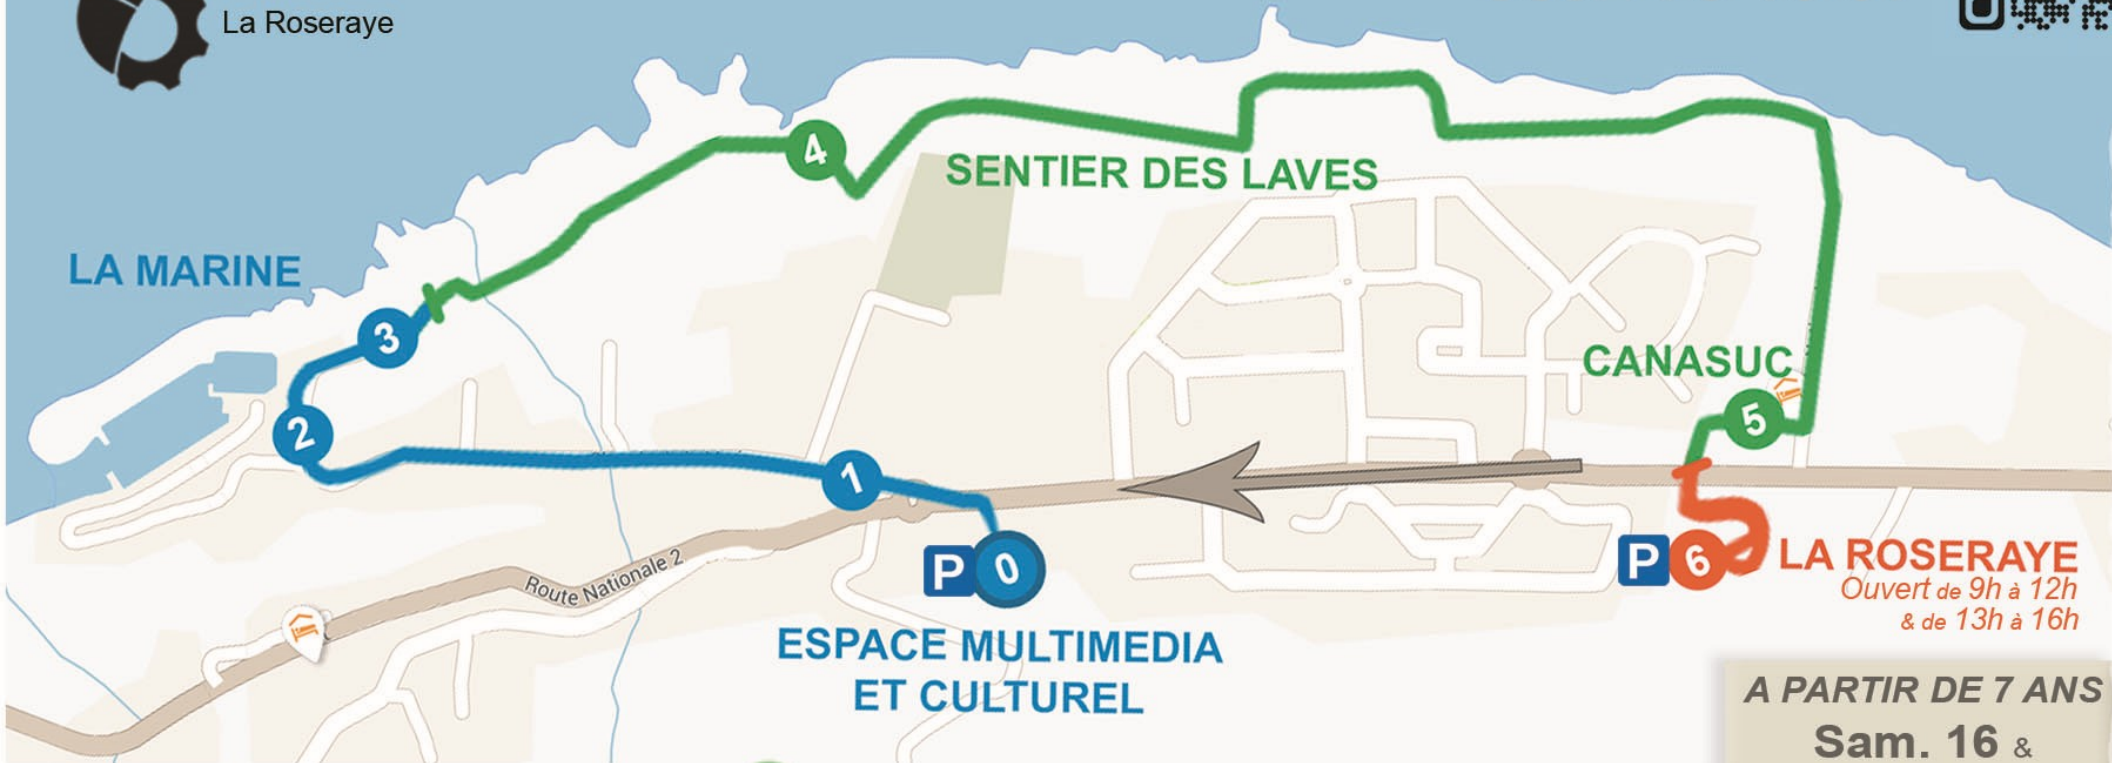 La Roseraye
4
SENTIER DES LAVES
LA MARINE
3
CANASUC
2
5
1
P 0
P 6 LA ROSERAYE
Ouvert de 9h à 12h
& de 13h à 16h
Route Nationale 2
ESPACE MULTIMEDIA
ET CULTUREL
A PARTIR DE 7 ANS
Sam. 16 &